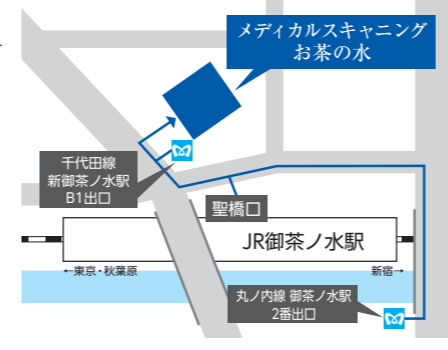 メディカルスキャニング
お茶の水
千代田線
新御茶ノ水駅
B1出口
聖橋口
JR御茶ノ水駅
←東京・秋葉原
新宿→
丸ノ内線 御茶ノ水駅
2番出口